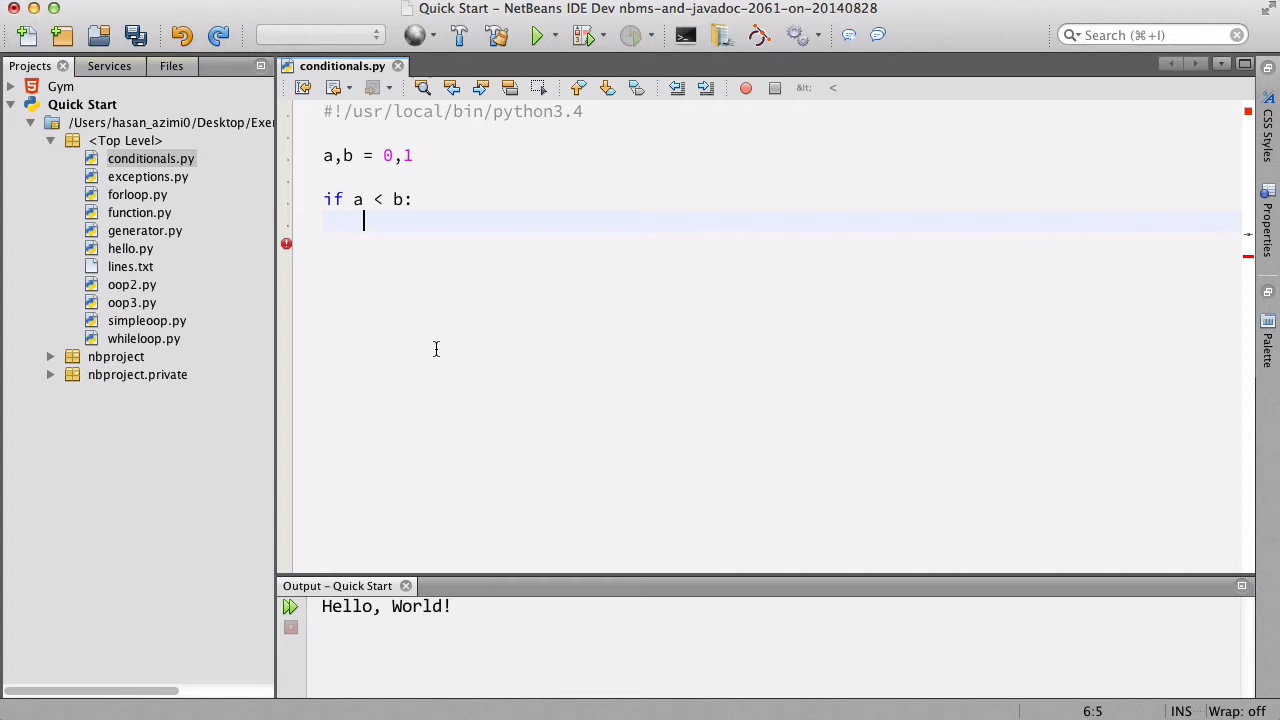 Quick Start – NetBeans IDE Dev nbms-and-javadoc-2061-on-20140828
Search (⌘+I)
Projects
Services
Files
conditionals.py
Gym
Quick Start
/Users/hasan_azimi0/Desktop/Exer
<Top Level>
conditionals.py
exceptions.py
forloop.py
function.py
generator.py
hello.py
lines.txt
oop2.py
oop3.py
simpleoop.py
whileloop.py
nbproject
nbproject.private
&lt; <
#!/usr/local/bin/python3.4
a,b = 0,1
if a < b:
CSS Styles
Properties
Palette
Output – Quick Start
Hello, World!
6:5
INS
Wrap: off